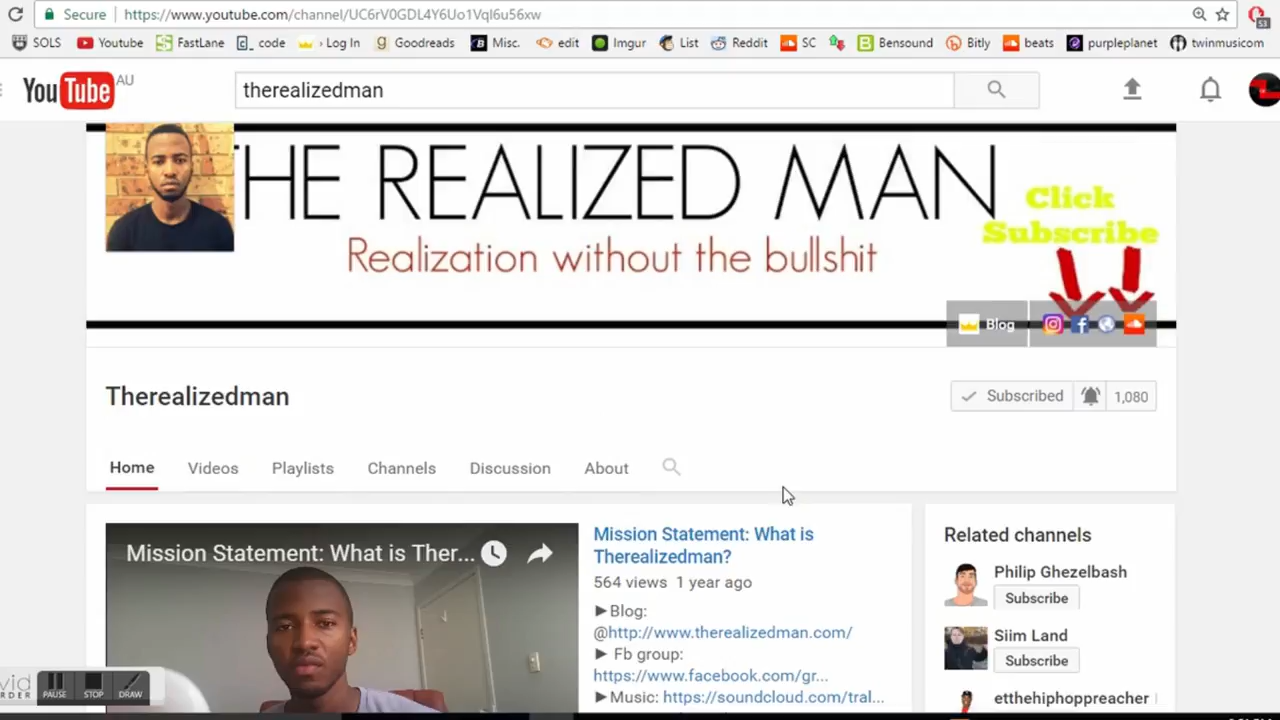 Secure https://www.youtube.com/channel/UC6rV0GDL4Y6Uo1Vql6u56xw
53
SOLS Youtube FastLane code › Log In Goodreads Misc. edit Imgur List Reddit SC Bensound Bitly beats purpleplanet twinmusicom
YouTube AU
therealizedman
THE REALIZED MAN
Realization without the bullshit
Click
Subscribe
Blog
Therealizedman
Subscribed 1,080
Home Videos Playlists Channels Discussion About
Mission Statement: What is Ther...
Mission Statement: What is
Therealizedman?
564 views 1 year ago
►Blog:
@http://www.therealizedman.com/
► Fb group:
https://www.facebook.com/gr...
►Music: https://soundcloud.com/tral...
Related channels
Philip Ghezelbash
Subscribe
Siim Land
Subscribe
etthehiphoppreacher
PAUSE STOP DRAW